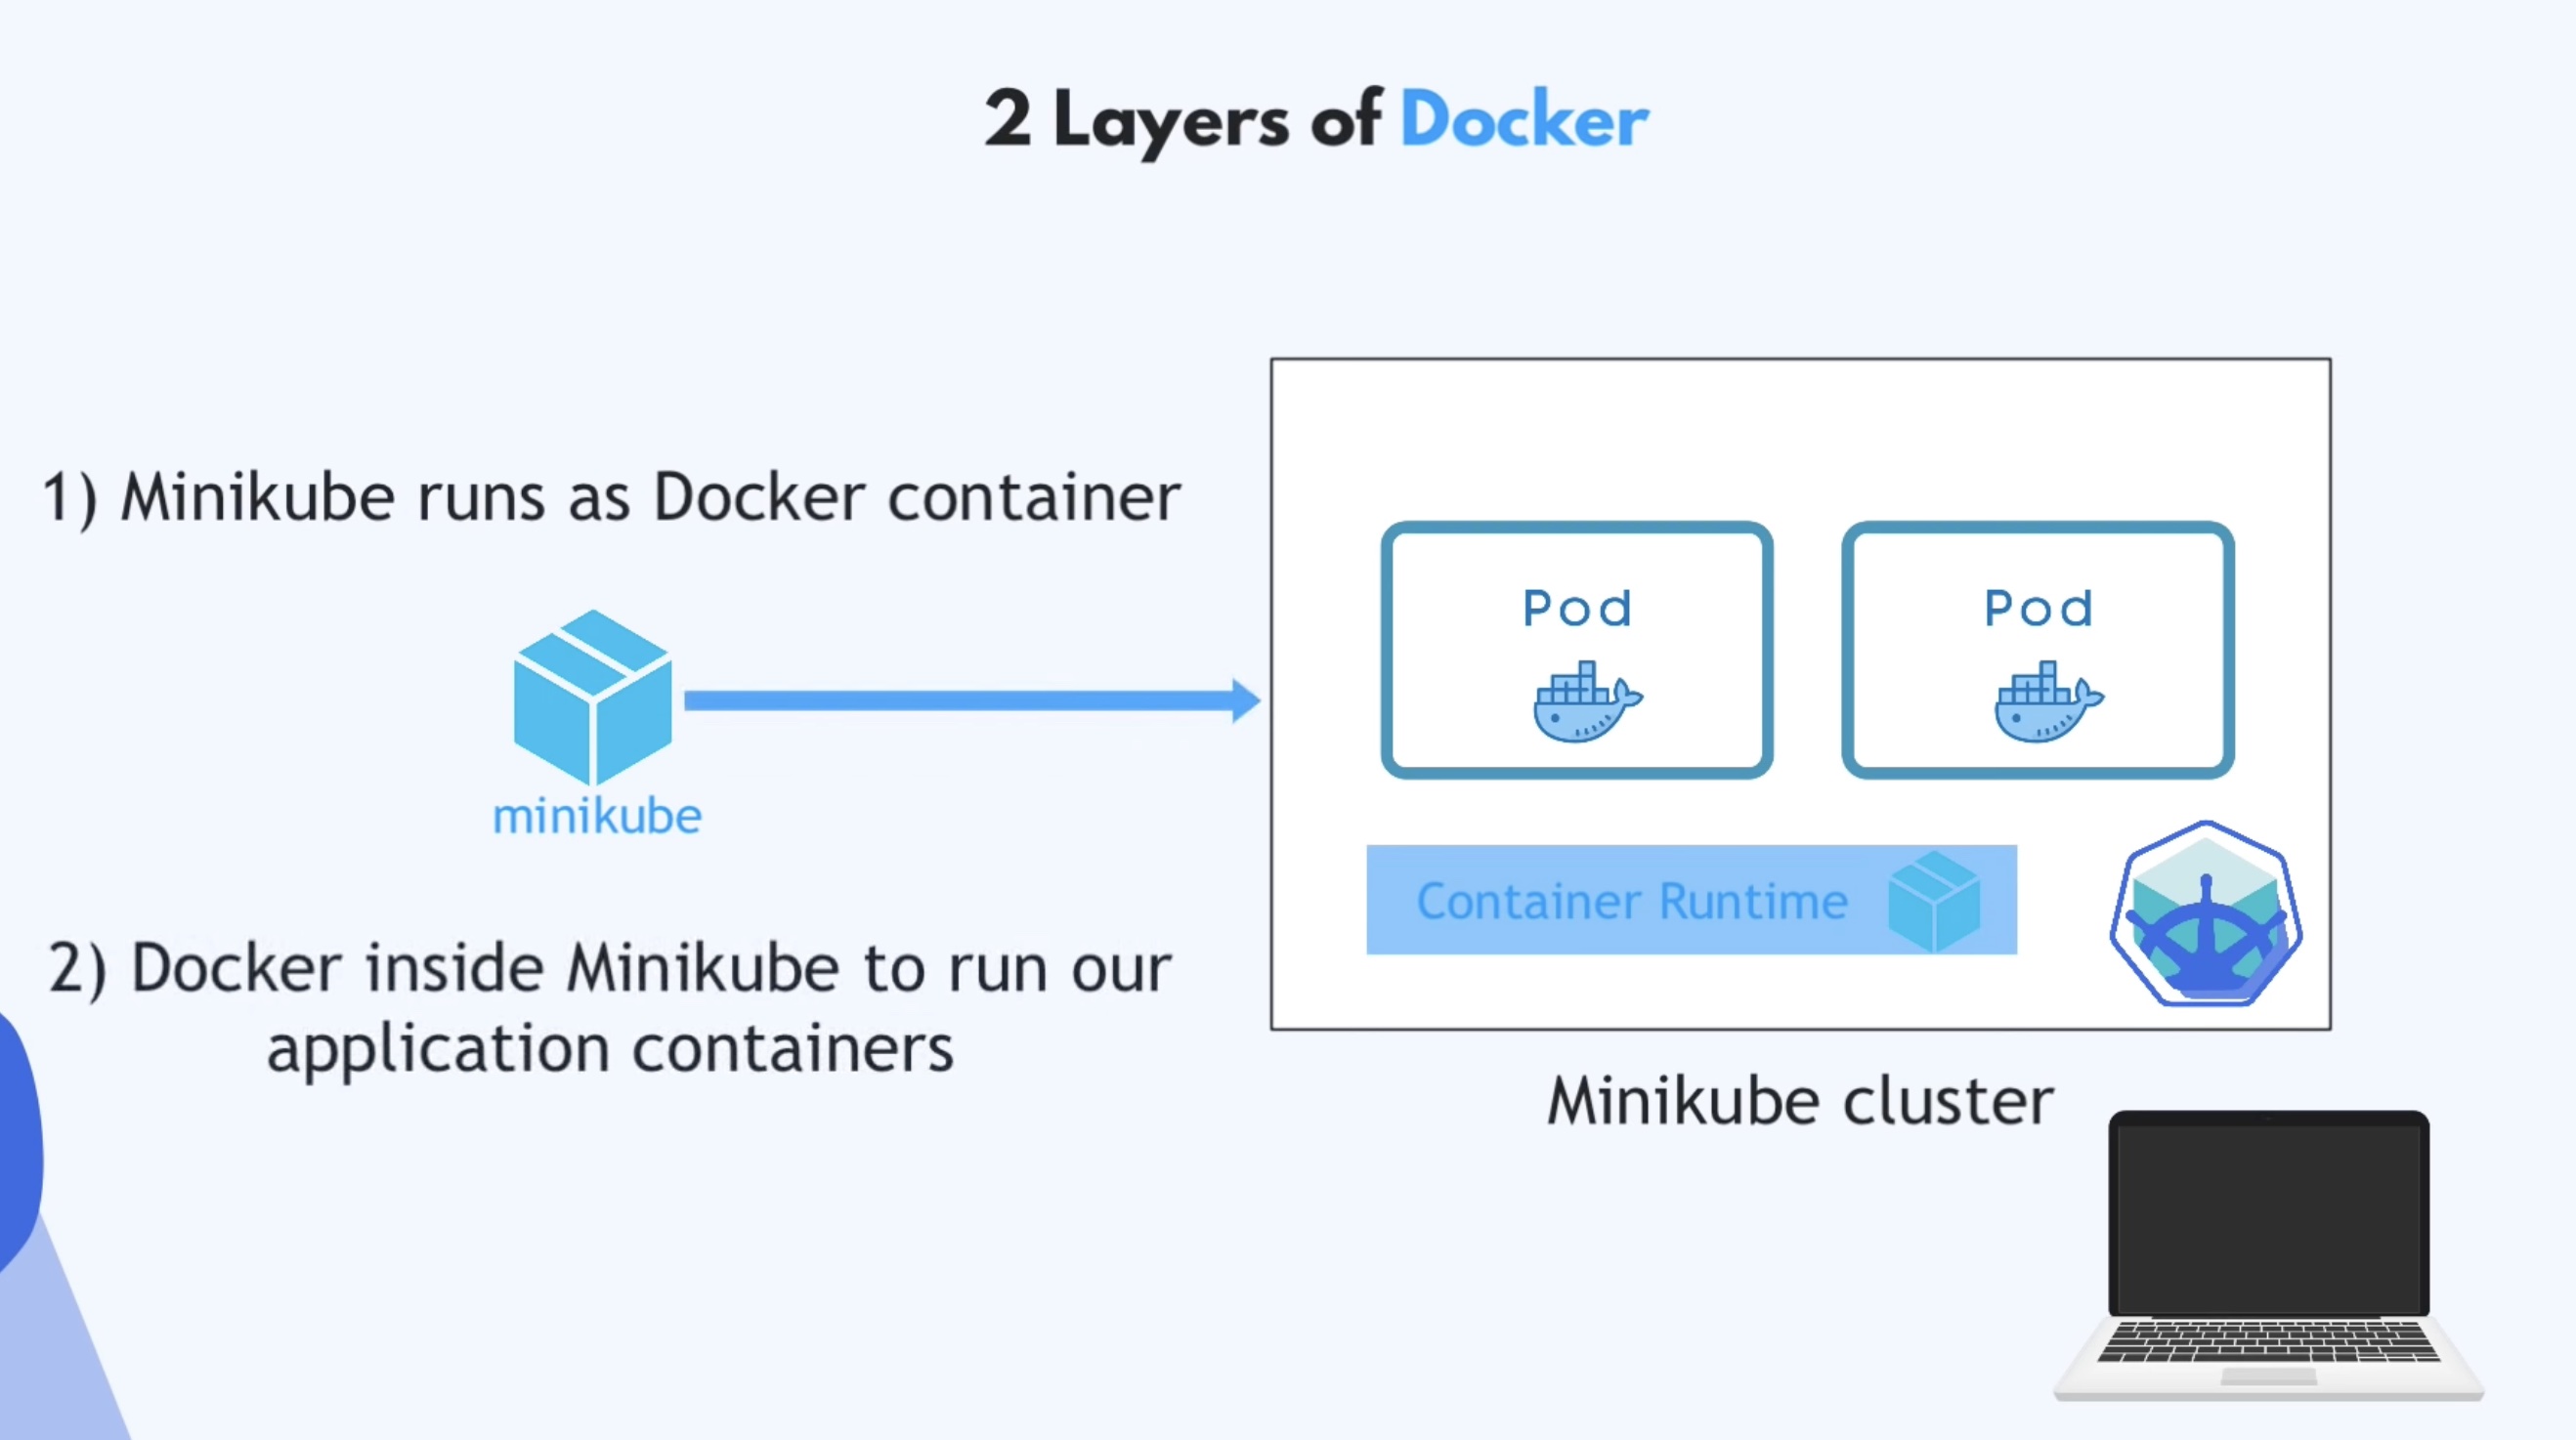 2 Layers of Docker
1) Minikube runs as Docker container
minikube
2) Docker inside Minikube to run our
application containers
Pod
Pod
Container Runtime
Minikube cluster